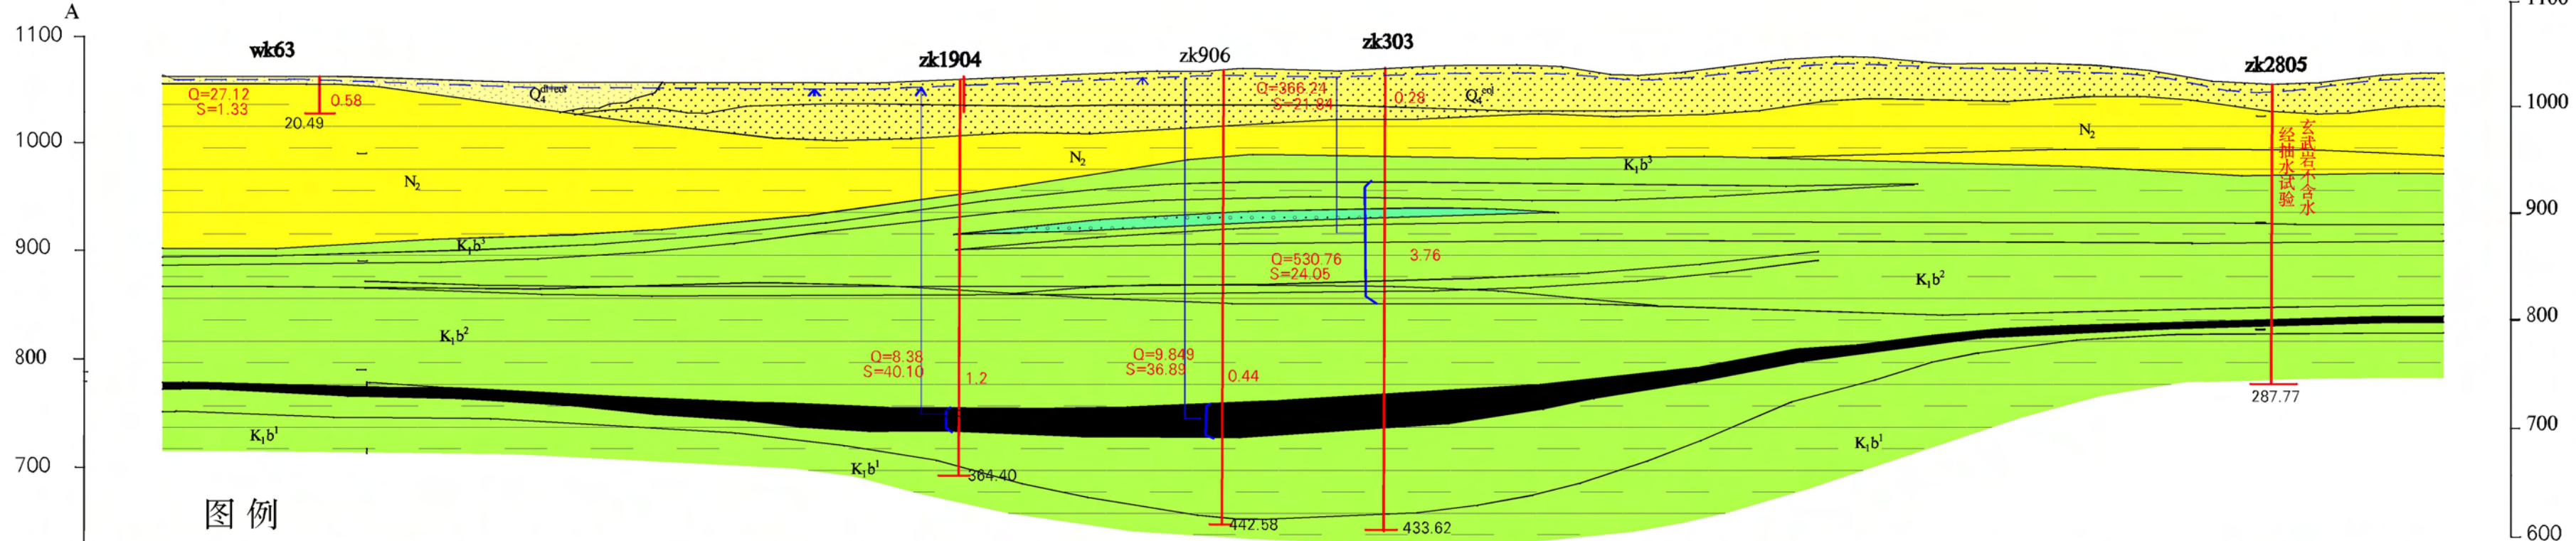 A
1100
1100
wk63
zk1904
zk906
zk303
zk2805
Q=27.12
S=1.33
0.58
20.49
Q₄ᵈˡ⁺ᵉᵒˡ
Q=366.24
S=21.84
0.28
Q₄ᵉᵒˡ
1000
1000
N₂
N₂
N₂
K₁b³
经抽水试验
玄武岩不含水
900
900
K₁b³
Q=530.76
S=24.05
3.76
K₁b²
800
800
K₁b²
Q=8.38
S=40.10
1.2
Q=9.849
S=36.89
0.44
287.77
700
700
K₁b¹
K₁b¹
K₁b¹
364.40
442.58
433.62
600
图例